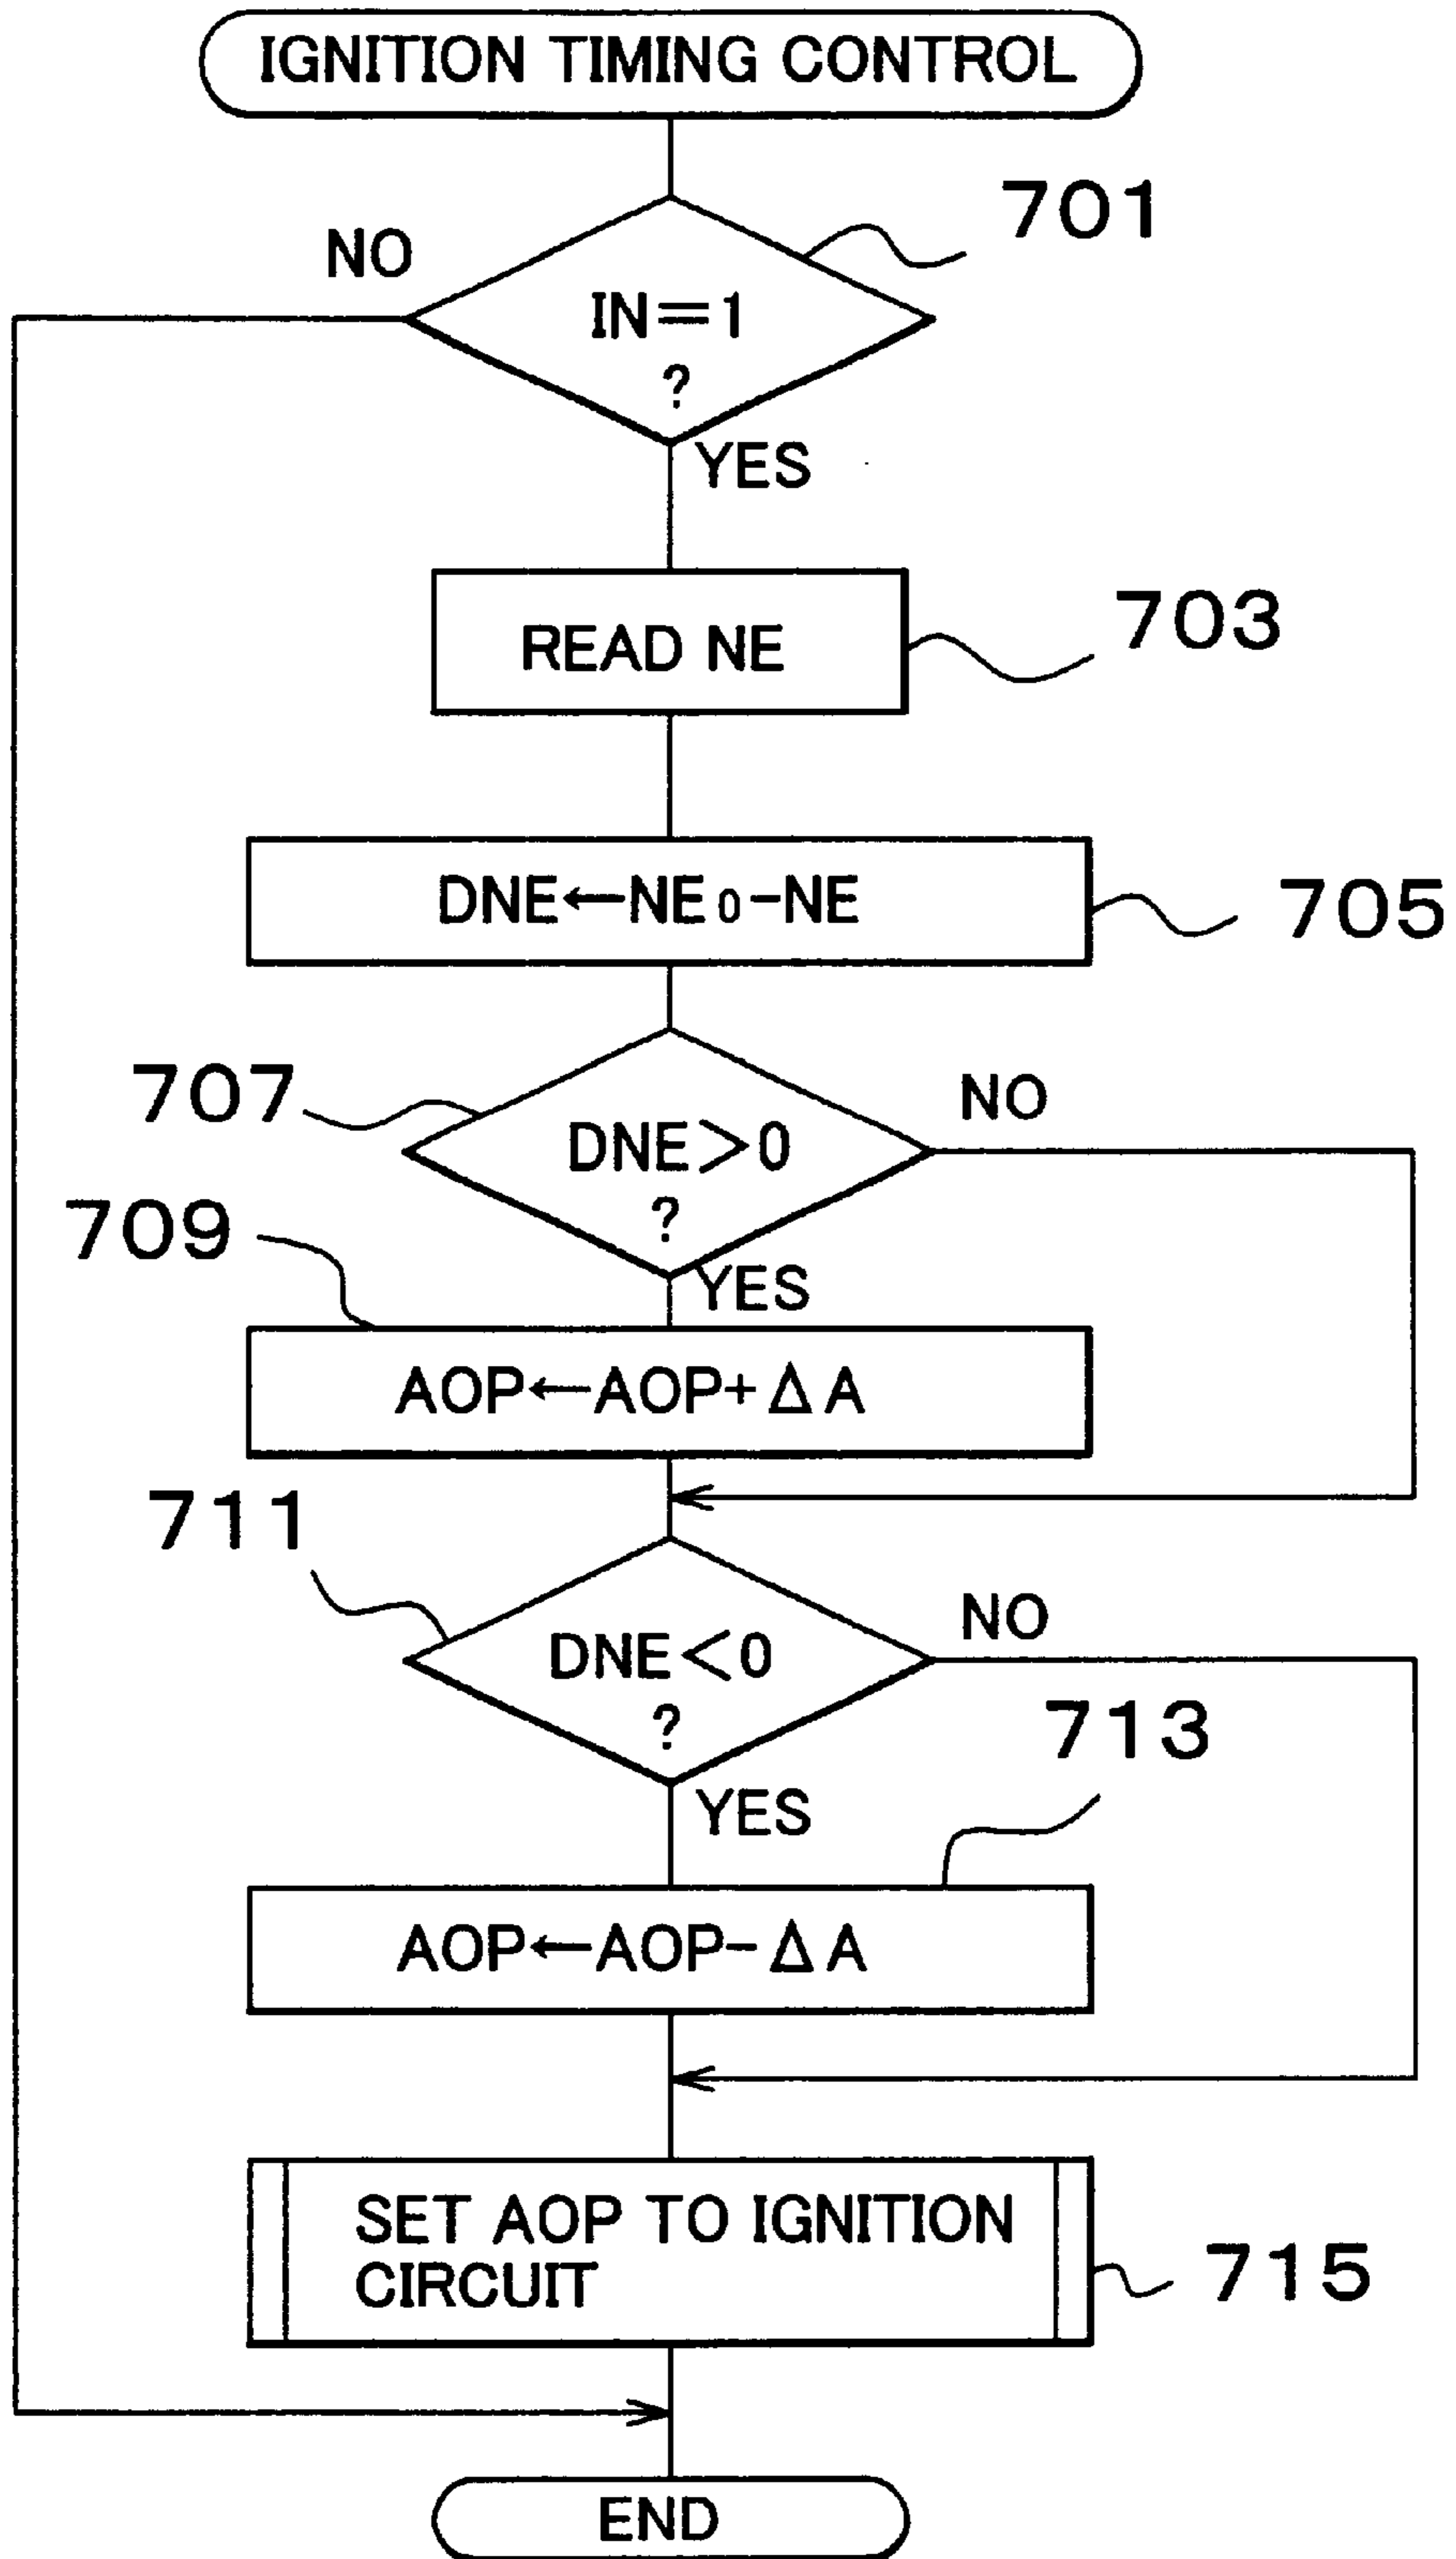 IGNITION TIMING CONTROL
701
NO
IN=1
?
YES
READ NE
703
DNE←NE₀-NE
705
707
DNE>0
?
NO
YES
709
AOP←AOP+ΔA
711
DNE<0
?
NO
YES
713
AOP←AOP-ΔA
SET AOP TO IGNITION
CIRCUIT
715
END